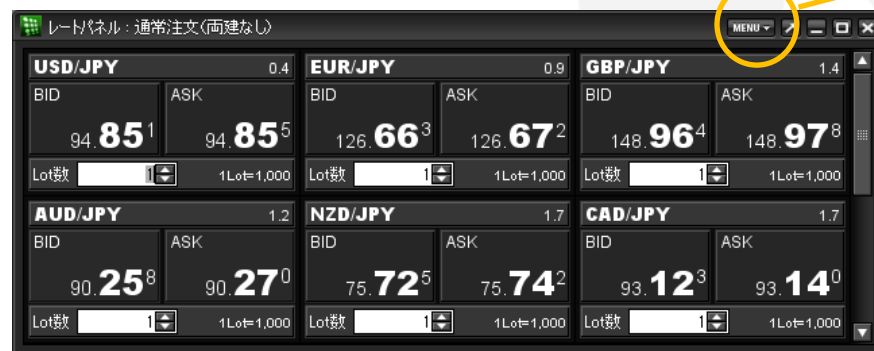 レートパネル：通常注文(両建なし)　MENU
USD/JPY 0.4 EUR/JPY 0.9 GBP/JPY 1.4
BID ASK BID ASK BID ASK
94.851 94.855 126.663 126.672 148.964 148.978
Lot数 1 1Lot=1,000 Lot数 1 1Lot=1,000 Lot数 1 1Lot=1,000
AUD/JPY 1.2 NZD/JPY 1.7 CAD/JPY 1.7
BID ASK BID ASK BID ASK
90.258 90.270 75.725 75.742 93.123 93.140
Lot数 1 1Lot=1,000 Lot数 1 1Lot=1,000 Lot数 1 1Lot=1,000